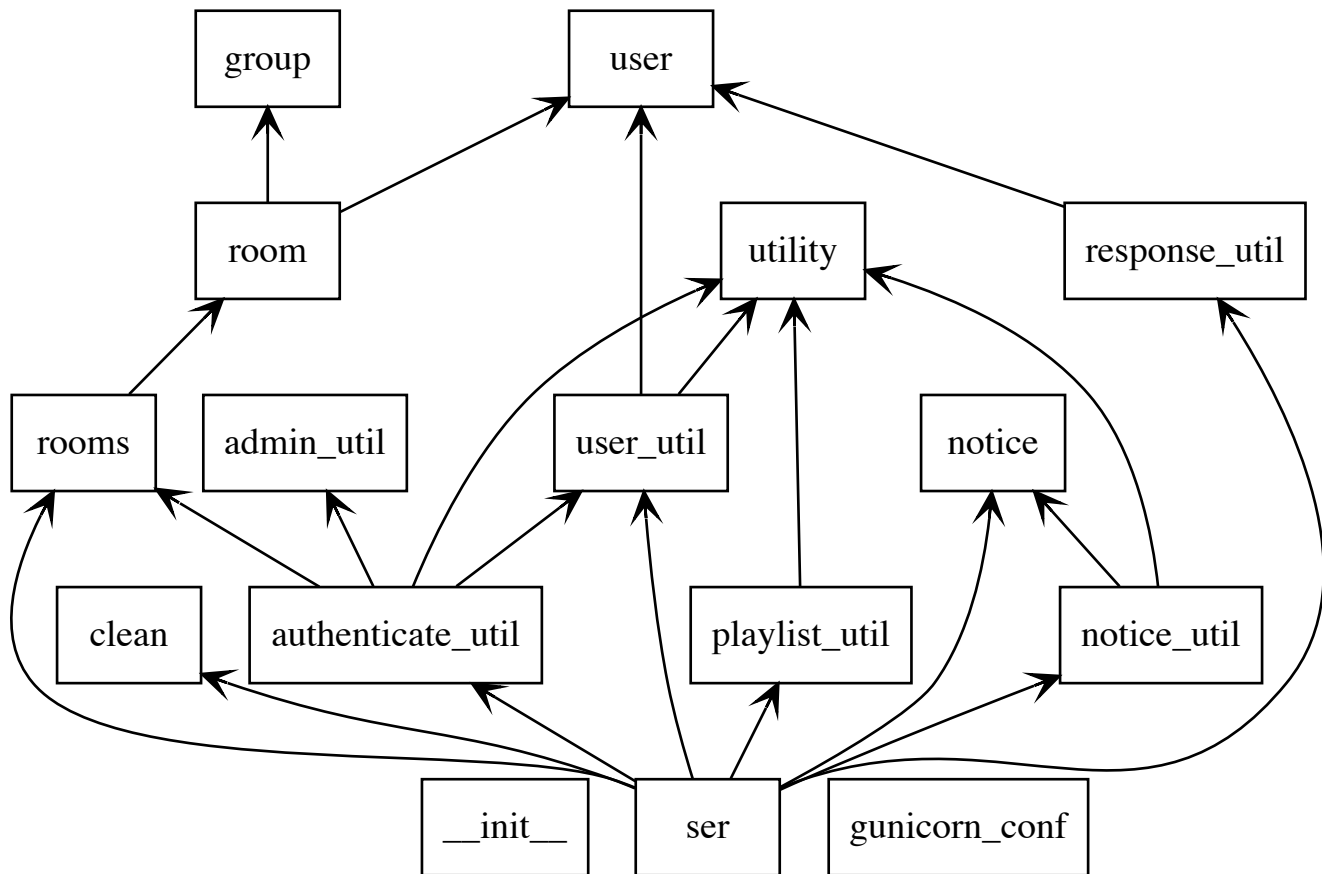 group
user
room
utility
response_util
rooms
admin_util
user_util
notice
clean
authenticate_util
playlist_util
notice_util
__init__
ser
gunicorn_conf